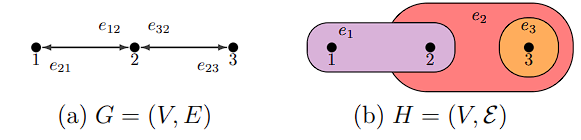 e₁₂ e₃₂
1 2 3
e₂₁ e₂₃
(a) G = (V, E)
e₁ e₂ e₃
1 2 3
(b) H = (V, ℰ)